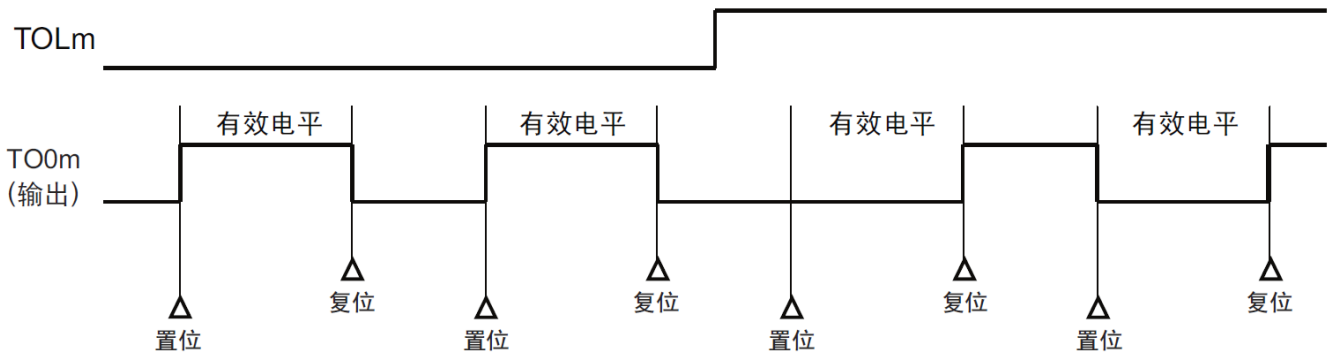 TOLm
有效电平 有效电平 有效电平 有效电平
TO0m
(输出)
复位 复位 复位 复位
置位 置位 置位 置位